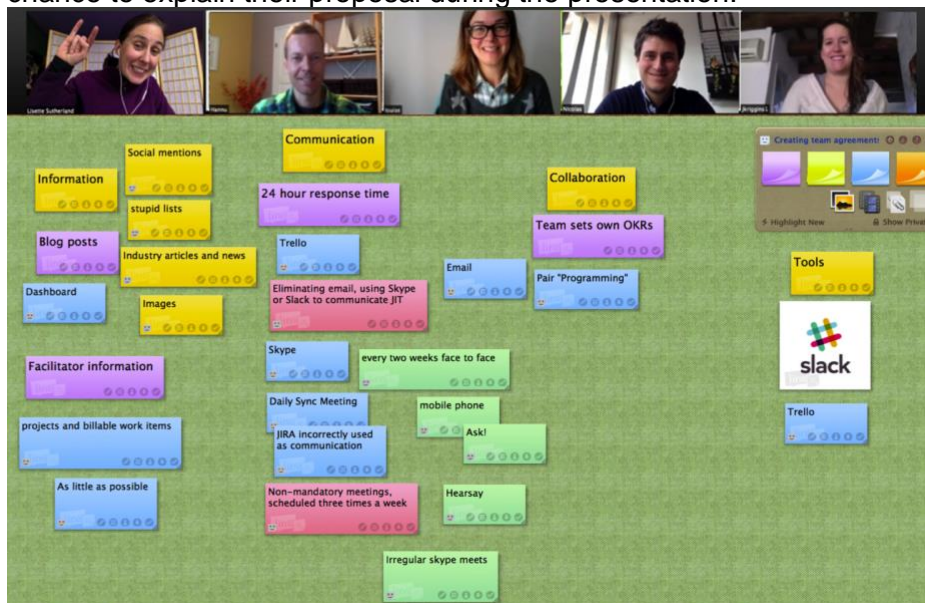 chance to explain their proposal during the presentation.
Lisette Sutherland
Nicolas
Creating team agreement:
Highlight New
Show Priva
Communication
Social mentions
Information
24 hour response time
Collaboration
stupid lists
Team sets own OKRs
Blog posts
Trello
Industry articles and news
Email
Pair "Programming"
Tools
Dashboard
Eliminating email, using Skype
or Slack to communicate JIT
Images
slack
Skype
every two weeks face to face
Facilitator information
Daily Sync Meeting
mobile phone
Trello
projects and billable work items
JIRA incorrectly used
as communication
Ask!
As little as possible
Non-mandatory meetings,
scheduled three times a week
Hearsay
Irregular skype meets